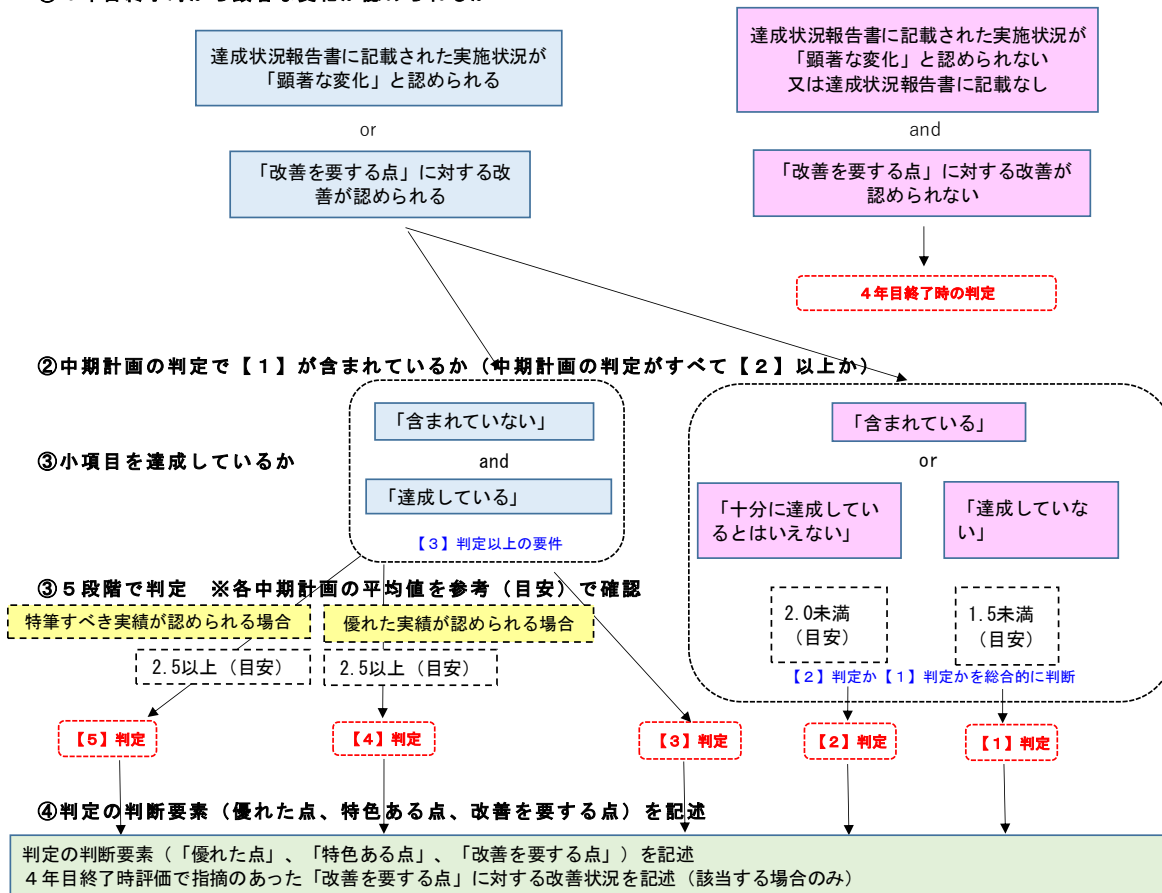 達成状況報告書に記載された実施状況が
「顕著な変化」と認められる
達成状況報告書に記載された実施状況が
「顕著な変化」と認められない
又は達成状況報告書に記載なし
or
and
「改善を要する点」に対する改
善が認められる
「改善を要する点」に対する改善が
認められない
4年目終了時の判定
②中期計画の判定で【1】が含まれているか（中期計画の判定がすべて【2】以上か）
「含まれていない」
「含まれている」
③小項目を達成しているか
and
or
「達成している」
「十分に達成してい
るとはいえない」
「達成していな
い」
【3】判定以上の要件
③5段階で判定 ※各中期計画の平均値を参考（目安）で確認
特筆すべき実績が認められる場合
優れた実績が認められる場合
2.0未満
（目安）
1.5未満
（目安）
2.5以上（目安）
2.5以上（目安）
【2】判定か【1】判定かを総合的に判断
【5】判定
【4】判定
【3】判定
【2】判定
【1】判定
④判定の判断要素（優れた点、特色ある点、改善を要する点）を記述
判定の判断要素（「優れた点」、「特色ある点」、「改善を要する点」）を記述
4年目終了時評価で指摘のあった「改善を要する点」に対する改善状況を記述（該当する場合のみ）